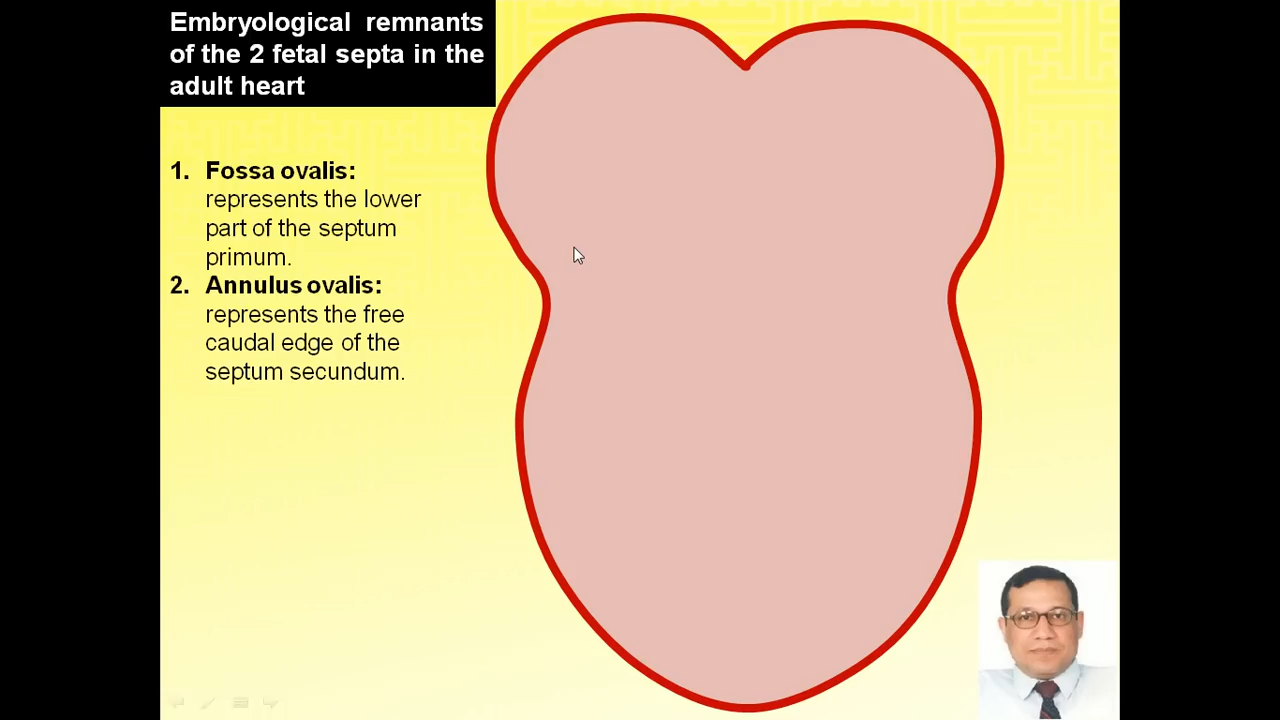 Embryological remnants
of the 2 fetal septa in the
adult heart
1. Fossa ovalis:
represents the lower
part of the septum
primum.
2. Annulus ovalis:
represents the free
caudal edge of the
septum secundum.